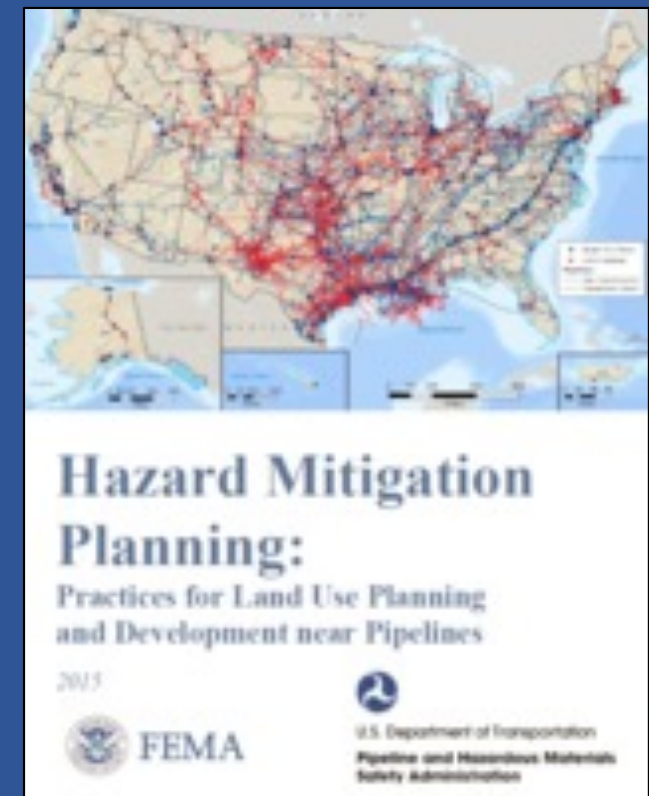 Hazard Mitigation
Planning:
Practices for Land Use Planning
and Development near Pipelines
2015
FEMA
U.S. Department of Transportation
Pipeline and Hazardous Materials
Safety Administration